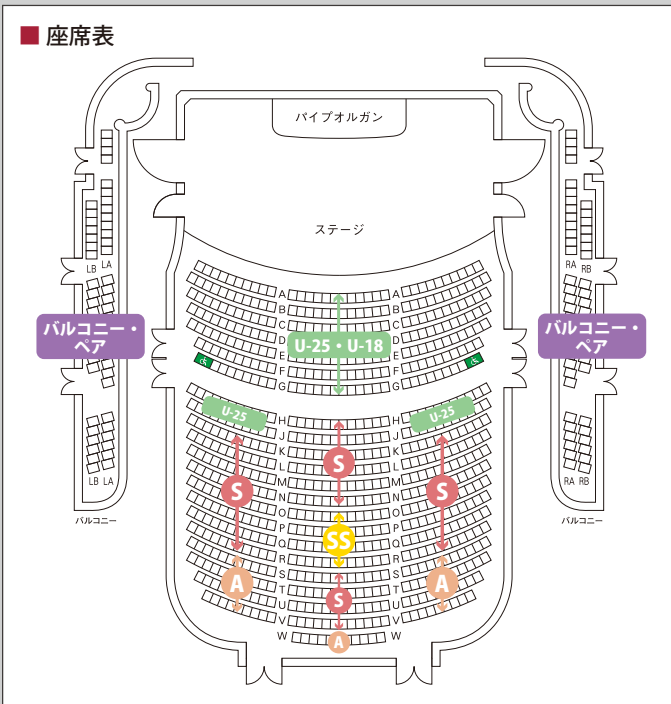 座席表
パイプオルガン
ステージ
LB LA
RA RB
A A
B B
C C
D D
E E
F F
G G
バルコニー・
ペア
U-25・U-18
バルコニー・
ペア
U-25
U-25
H H
J J
K K
L L
M M
N N
O O
P P
Q Q
R R
S S
T T
U U
V V
W W
S
S
S
SS
A
A
S
A
LB LA
RA RB
バルコニー
バルコニー